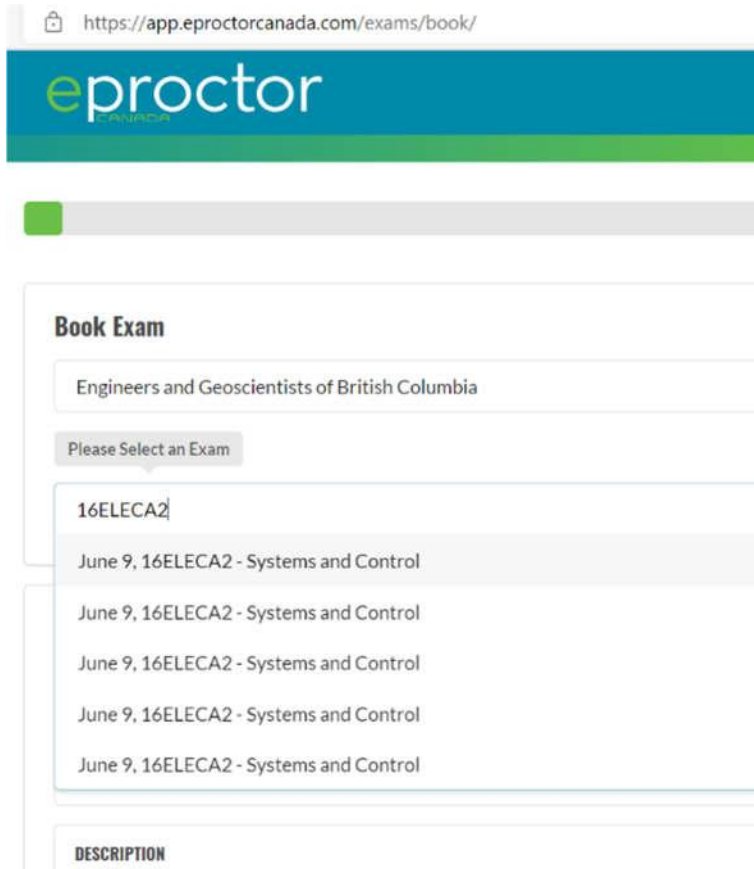 https://app.eproctorcanada.com/exams/book/
eproctor
CANADA
Book Exam
Engineers and Geoscientists of British Columbia
Please Select an Exam
16ELECA2
June 9, 16ELECA2 - Systems and Control
June 9, 16ELECA2 - Systems and Control
June 9, 16ELECA2 - Systems and Control
June 9, 16ELECA2 - Systems and Control
June 9, 16ELECA2 - Systems and Control
DESCRIPTION